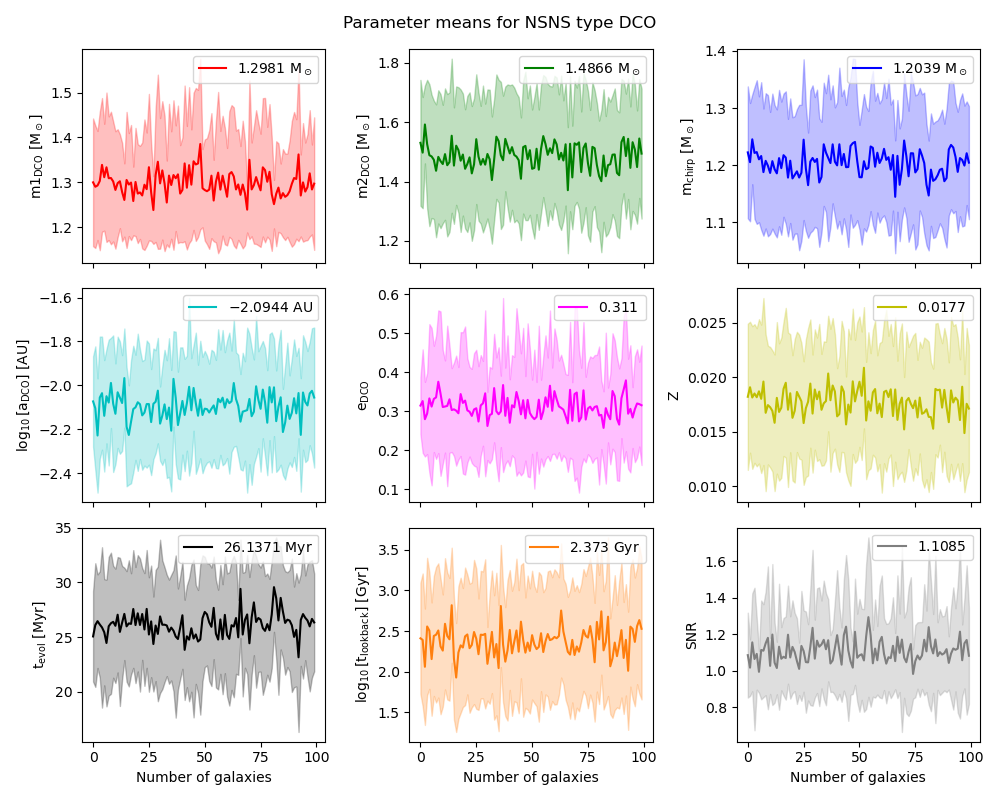 Parameter means for NSNS type DCO
1.2981 M⊙
1.5
1.4
1.3
1.2
m1DCO [M⊙]
1.4866 M⊙
1.8
1.6
1.4
1.2
m2DCO [M⊙]
1.2039 M⊙
1.4
1.3
1.2
1.1
mchirp [M⊙]
−2.0944 AU
−1.6
−1.8
−2.0
−2.2
−2.4
log10 [aDCO] [AU]
0.311
0.6
0.5
0.4
0.3
0.2
0.1
eDCO
0.0177
0.025
0.020
0.015
0.010
Z
26.1371 Myr
35
30
25
20
tevol [Myr]
0 25 50 75 100
Number of galaxies
2.373 Gyr
3.5
3.0
2.5
2.0
1.5
log10 [tlookback] [Gyr]
0 25 50 75 100
Number of galaxies
1.1085
1.6
1.4
1.2
1.0
0.8
SNR
0 25 50 75 100
Number of galaxies